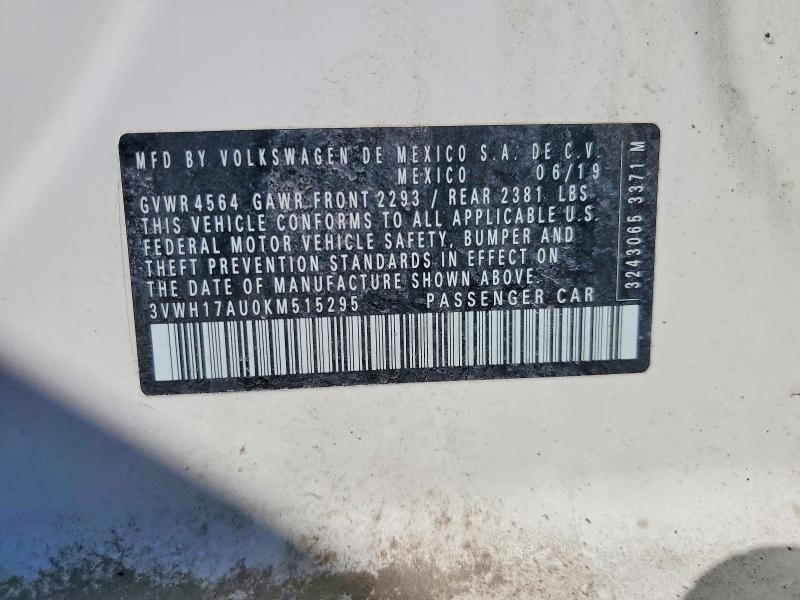 MFD BY VOLKSWAGEN DE MEXICO S.A. DE C.V.
MEXICO 06/19
GVWR 4564 GAWR FRONT 2293 / REAR 2381 LBS
THIS VEHICLE CONFORMS TO ALL APPLICABLE U.S.
FEDERAL MOTOR VEHICLE SAFETY, BUMPER AND
THEFT PREVENTION STANDARDS IN EFFECT ON
THE DATE OF MANUFACTURE SHOWN ABOVE.
3VWH17AU0KM515295 PASSENGER CAR
3243065 3371 M